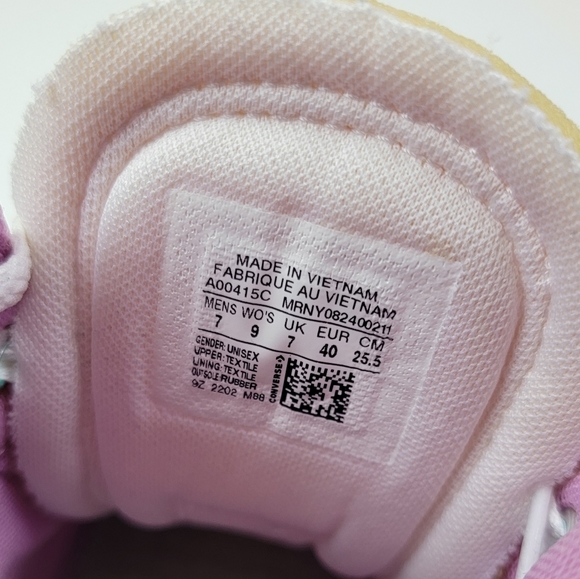 MADE IN VIETNAM
FABRIQUE AU VIETNAM
A00415C MRNY082400211
MENS WO'S UK EUR CM
7 9 7 40 25.5
GENDER:UNISEX
UPPER:TEXTILE
LINING:TEXTILE
OUTSOLE:RUBBER
9Z 2202 M88
CONVERSE